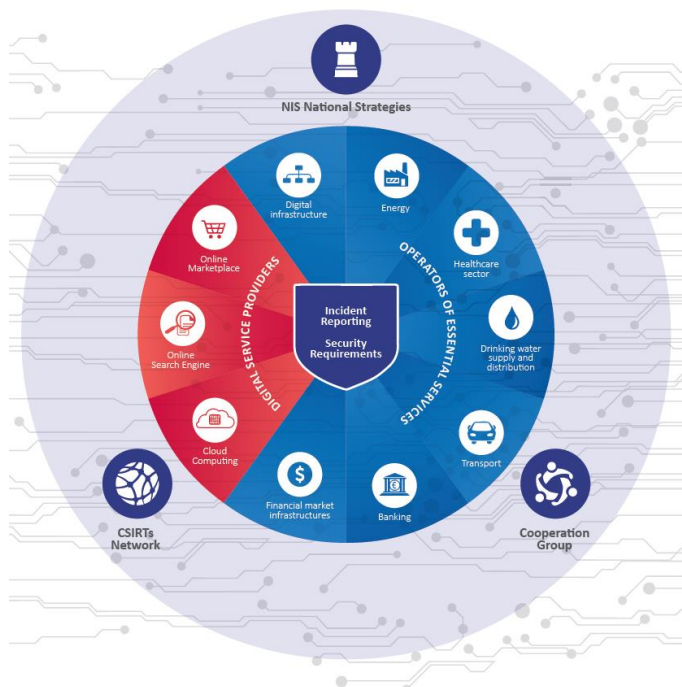 NIS National Strategies
Digital
infrastructure
Energy
Online
Marketplace
Healthcare
sector
DIGITAL SERVICE PROVIDERS
OPERATORS OF ESSENTIAL SERVICES
Incident
Reporting
Security
Requirements
Online
Search Engine
Drinking water
supply and
distribution
Cloud
Computing
Transport
Financial market
infrastructures
Banking
CSIRTs
Network
Cooperation
Group